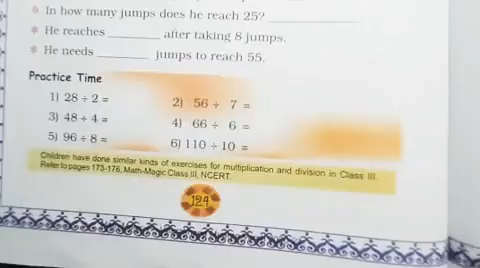 * In how many jumps does he reach 25? ________
* He reaches ________ after taking 8 jumps.
* He needs ________ jumps to reach 55.
Practice Time
1) 28 ÷ 2 = 2) 56 ÷ 7 =
3) 48 ÷ 4 = 4) 66 ÷ 6 =
5) 96 ÷ 8 = 6) 110 ÷ 10 =
Children have done similar kinds of exercises for multiplication and division in Class III.
Refer to pages 173-176, Math-Magic Class III, NCERT.
124